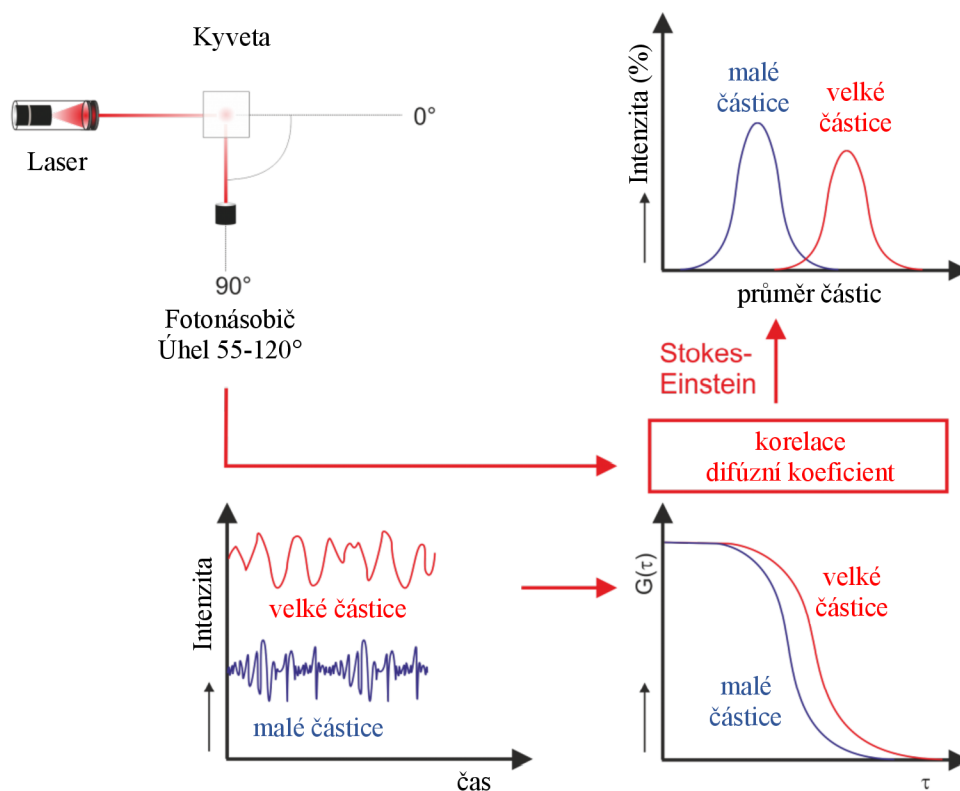 Kyveta
Laser
0°
90°
Fotonásobič
Úhel 55-120°
Intenzita (%)
malé
částice
velké
částice
průměr částic
Stokes-
Einstein
korelace
difúzní koeficient
Intenzita
velké částice
malé částice
čas
G(τ)
velké
částice
malé
částice
τ